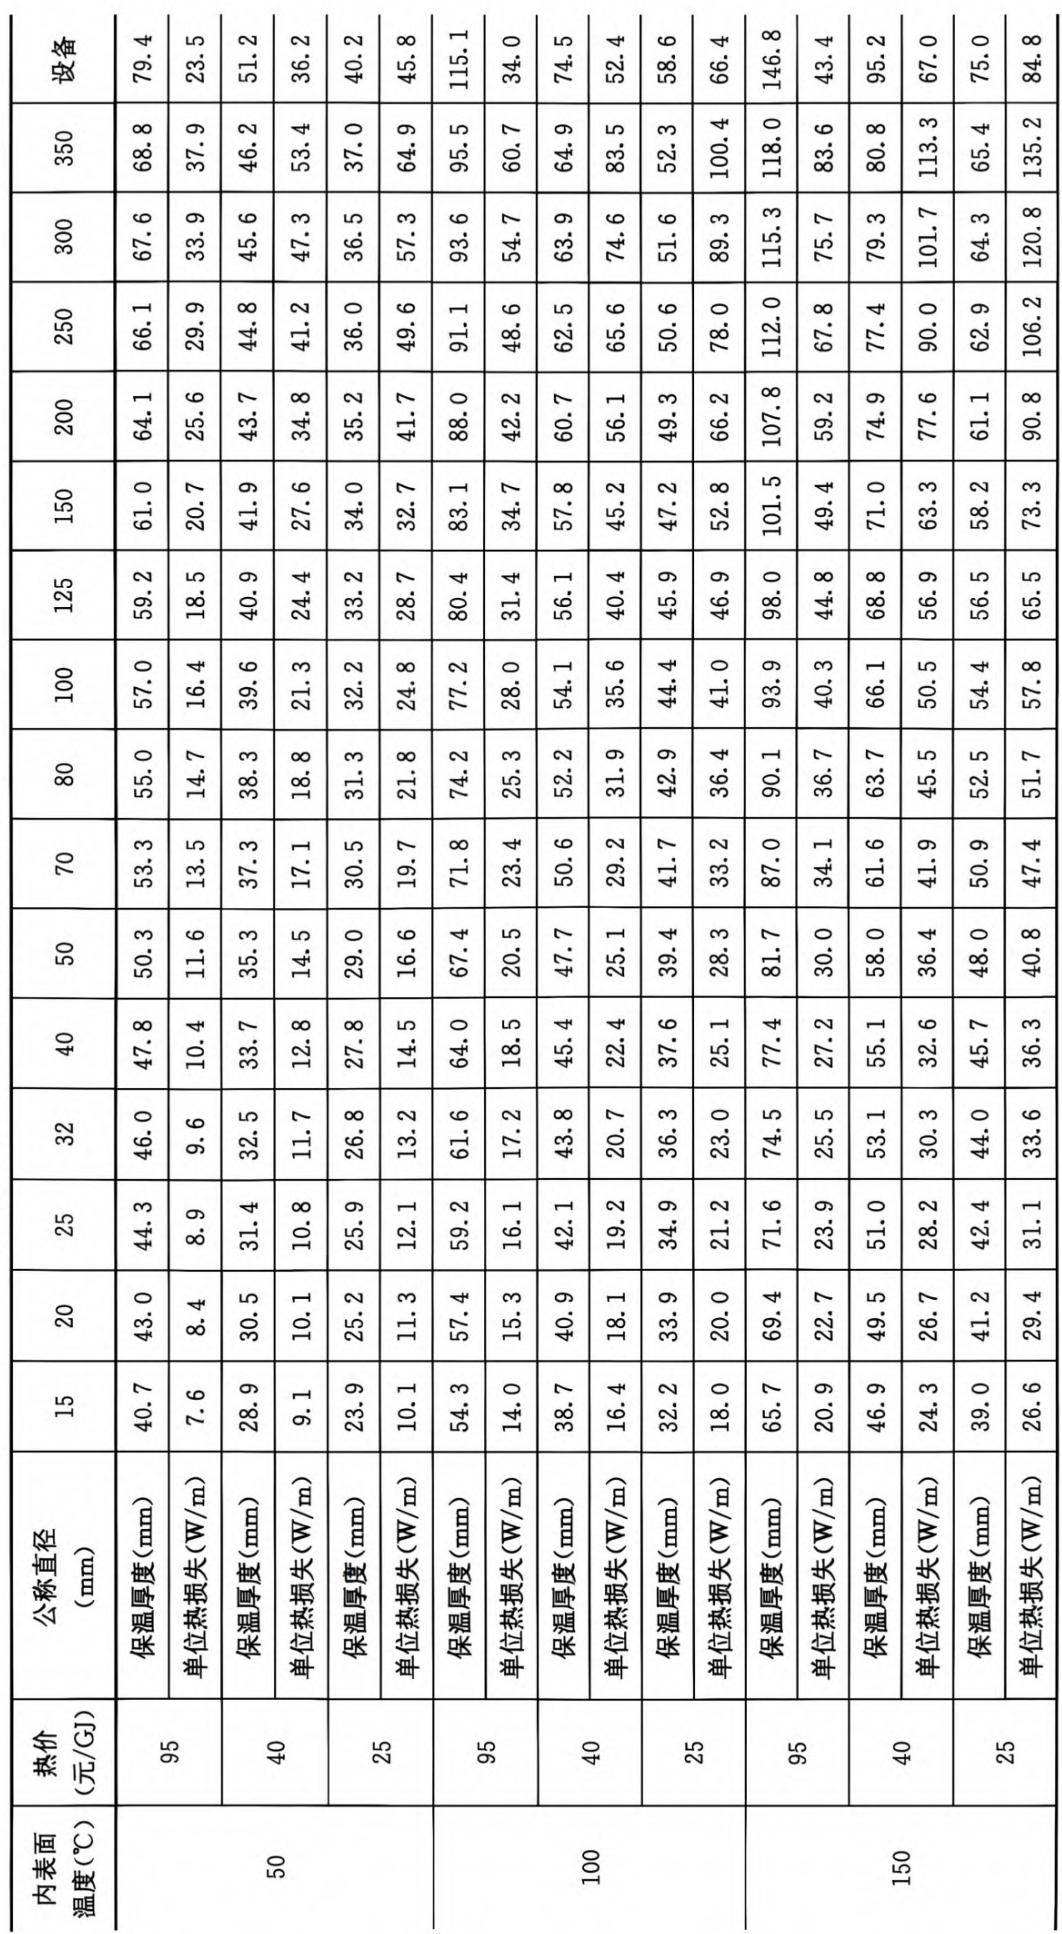 内表面温度(℃) 热价(元/GJ) 公称直径(mm) 15 20 25 32 40 50 70 80 100 125 150 200 250 300 350 设备
50 95 保温厚度(mm) 40.7 43.0 44.3 46.0 47.8 50.3 53.3 55.0 57.0 59.2 61.0 64.1 66.1 67.6 68.8 79.4
单位热损失(W/m) 7.6 8.4 8.9 9.6 10.4 11.6 13.5 14.7 16.4 18.5 20.7 25.6 29.9 33.9 37.9 23.5
40 保温厚度(mm) 28.9 30.5 31.4 32.5 33.7 35.3 37.3 38.3 39.6 40.9 41.9 43.7 44.8 45.6 46.2 51.2
单位热损失(W/m) 9.1 10.1 10.8 11.7 12.8 14.5 17.1 18.8 21.3 24.4 27.6 34.8 41.2 47.3 53.4 36.2
25 保温厚度(mm) 23.9 25.2 25.9 26.8 27.8 29.0 30.5 31.3 32.2 33.2 34.0 35.2 36.0 36.5 37.0 40.2
单位热损失(W/m) 10.1 11.3 12.1 13.2 14.5 16.6 19.7 21.8 24.8 28.7 32.7 41.7 49.6 57.3 64.9 45.8
100 95 保温厚度(mm) 54.3 57.4 59.2 61.6 64.0 67.4 71.8 74.2 77.2 80.4 83.1 88.0 91.1 93.6 95.5 115.1
单位热损失(W/m) 14.0 15.3 16.1 17.2 18.5 20.5 23.4 25.3 28.0 31.4 34.7 42.2 48.6 54.7 60.7 34.0
40 保温厚度(mm) 38.7 40.9 42.1 43.8 45.4 47.7 50.6 52.2 54.1 56.1 57.8 60.7 62.5 63.9 64.9 74.5
单位热损失(W/m) 16.4 18.1 19.2 20.7 22.4 25.1 29.2 31.9 35.6 40.4 45.2 56.1 65.6 74.6 83.5 52.4
25 保温厚度(mm) 32.2 33.9 34.9 36.3 37.6 39.4 41.7 42.9 44.4 45.9 47.2 49.3 50.6 51.6 52.3 58.6
单位热损失(W/m) 18.0 20.0 21.2 23.0 25.1 28.3 33.2 36.4 41.0 46.9 52.8 66.2 78.0 89.3 100.4 66.4
150 95 保温厚度(mm) 65.7 69.4 71.6 74.5 77.4 81.7 87.0 90.1 93.9 98.0 101.5 107.8 112.0 115.3 118.0 146.8
单位热损失(W/m) 20.9 22.7 23.9 25.5 27.2 30.0 34.1 36.7 40.3 44.8 49.4 59.2 67.8 75.7 83.6 43.4
40 保温厚度(mm) 46.9 49.5 51.0 53.1 55.1 58.0 61.6 63.7 66.1 68.8 71.0 74.9 77.4 79.3 80.8 95.2
单位热损失(W/m) 24.3 26.7 28.2 30.3 32.6 36.4 41.9 45.5 50.5 56.9 63.3 77.6 90.0 101.7 113.3 67.0
25 保温厚度(mm) 39.0 41.2 42.4 44.0 45.7 48.0 50.9 52.5 54.4 56.5 58.2 61.1 62.9 64.3 65.4 75.0
单位热损失(W/m) 26.6 29.4 31.1 33.6 36.3 40.8 47.4 51.7 57.8 65.5 73.3 90.8 106.2 120.8 135.2 84.8